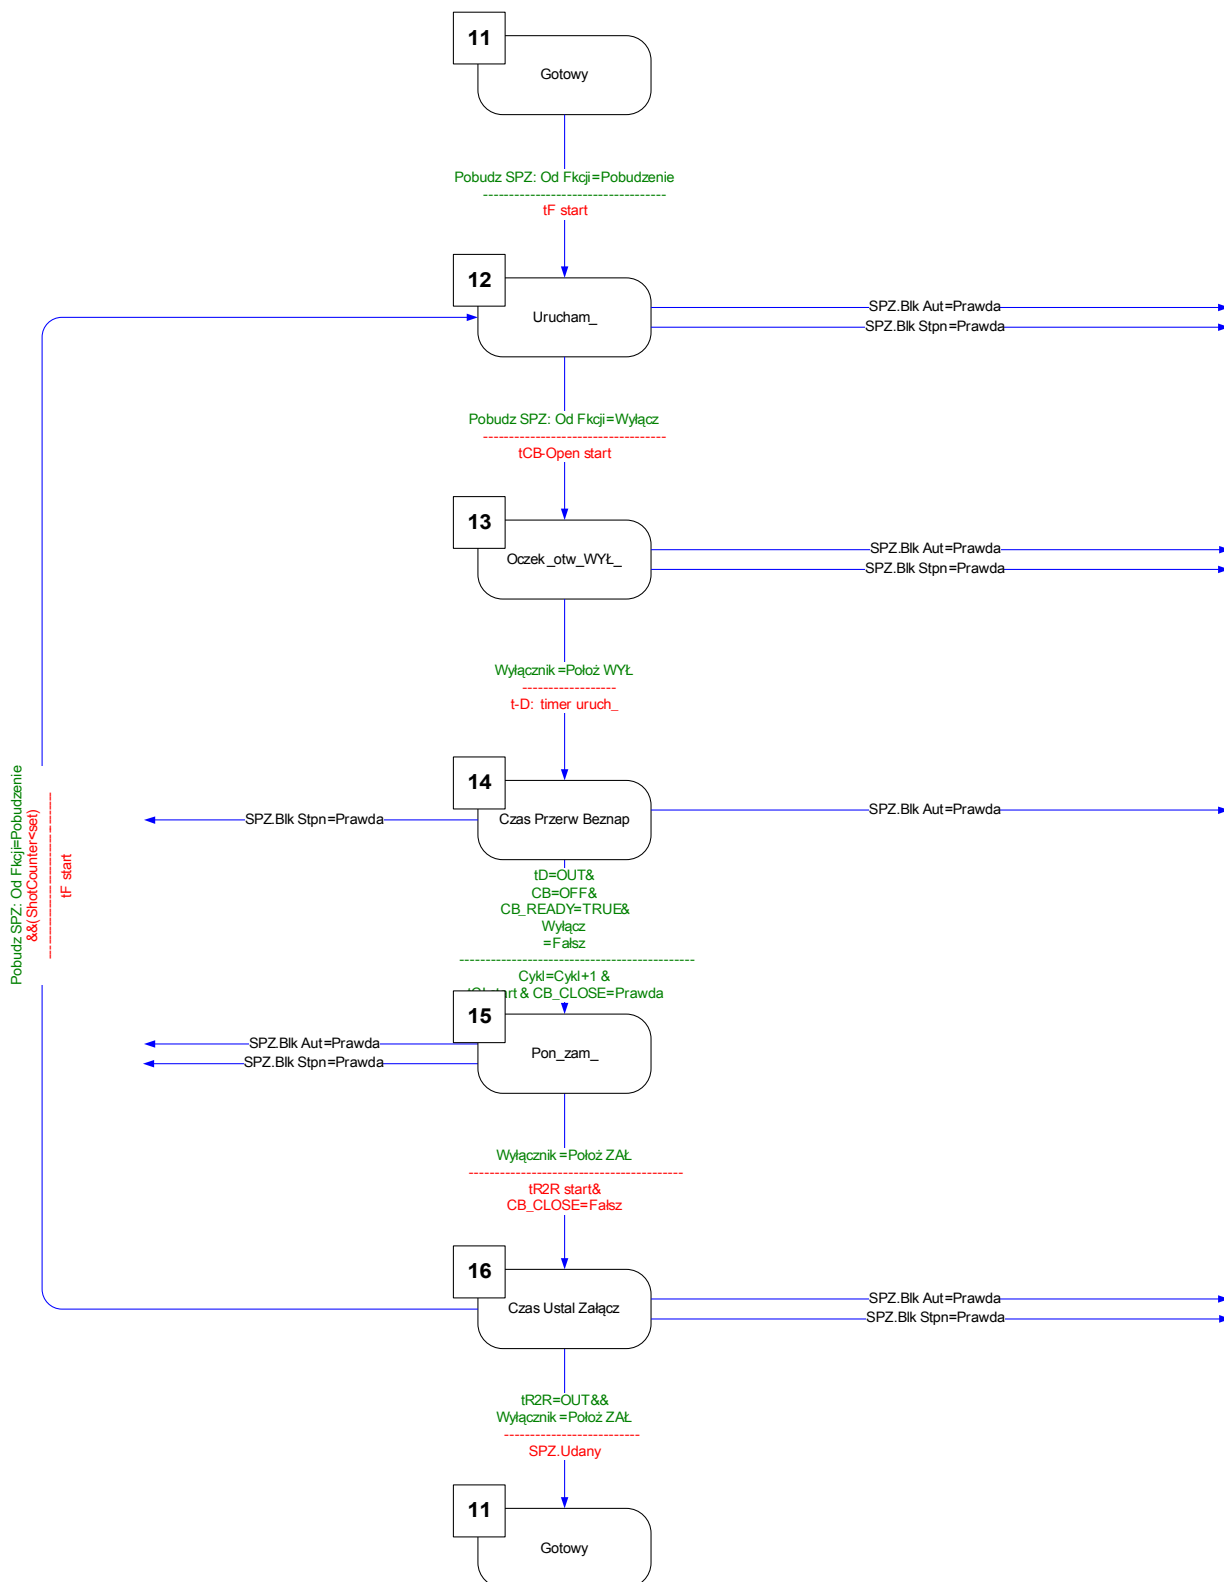 11
Gotowy
Pobudz SPZ: Od Fkcji=Pobudzenie
-----------------------------------
tF start
12
Urucham_
SPZ.Blk Aut=Prawda
SPZ.Blk Stpn=Prawda
Pobudz SPZ: Od Fkcji=Wyłącz
-----------------------------------
tCB-Open start
13
Oczek_otw_WYŁ_
SPZ.Blk Aut=Prawda
SPZ.Blk Stpn=Prawda
Wyłącznik=Położ WYŁ
------------------
t-D: timer uruch_
14
Czas Przerw Beznap
SPZ.Blk Stpn=Prawda
SPZ.Blk Aut=Prawda
Pobudz SPZ: Od Fkcji=Pobudzenie
&&(ShotCounter<set)
-----------------------------------
tF start
tD=OUT&
CB=OFF&
CB_READY=TRUE&
Wyłącz
=Fałsz
---------------------------------------------
Cykl=Cykl+1 &
start & CB_CLOSE=Prawda
15
Pon_zam_
SPZ.Blk Aut=Prawda
SPZ.Blk Stpn=Prawda
Wyłącznik=Położ ZAŁ
-----------------------------------------
tR2R start&
CB_CLOSE=Fałsz
16
Czas Ustal Załącz
SPZ.Blk Aut=Prawda
SPZ.Blk Stpn=Prawda
tR2R=OUT&&
Wyłącznik=Położ ZAŁ
--------------------------
SPZ.Udany
11
Gotowy